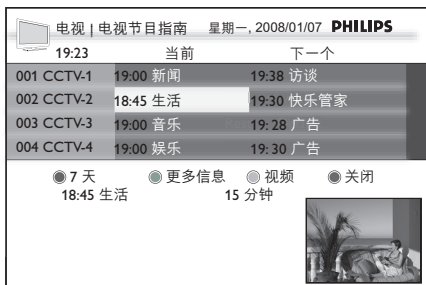 电视 | 电视节目指南 星期一, 2008/01/07 PHILIPS
19:23 当前 下一个
001 CCTV-1 19:00 新闻 19:38 访谈
002 CCTV-2 18:45 生活 19:30 快乐管家
003 CCTV-3 19:00 音乐 19:28 广告
004 CCTV-4 19:00 娱乐 19:30 广告
7 天 更多信息 视频 关闭
18:45 生活 15 分钟